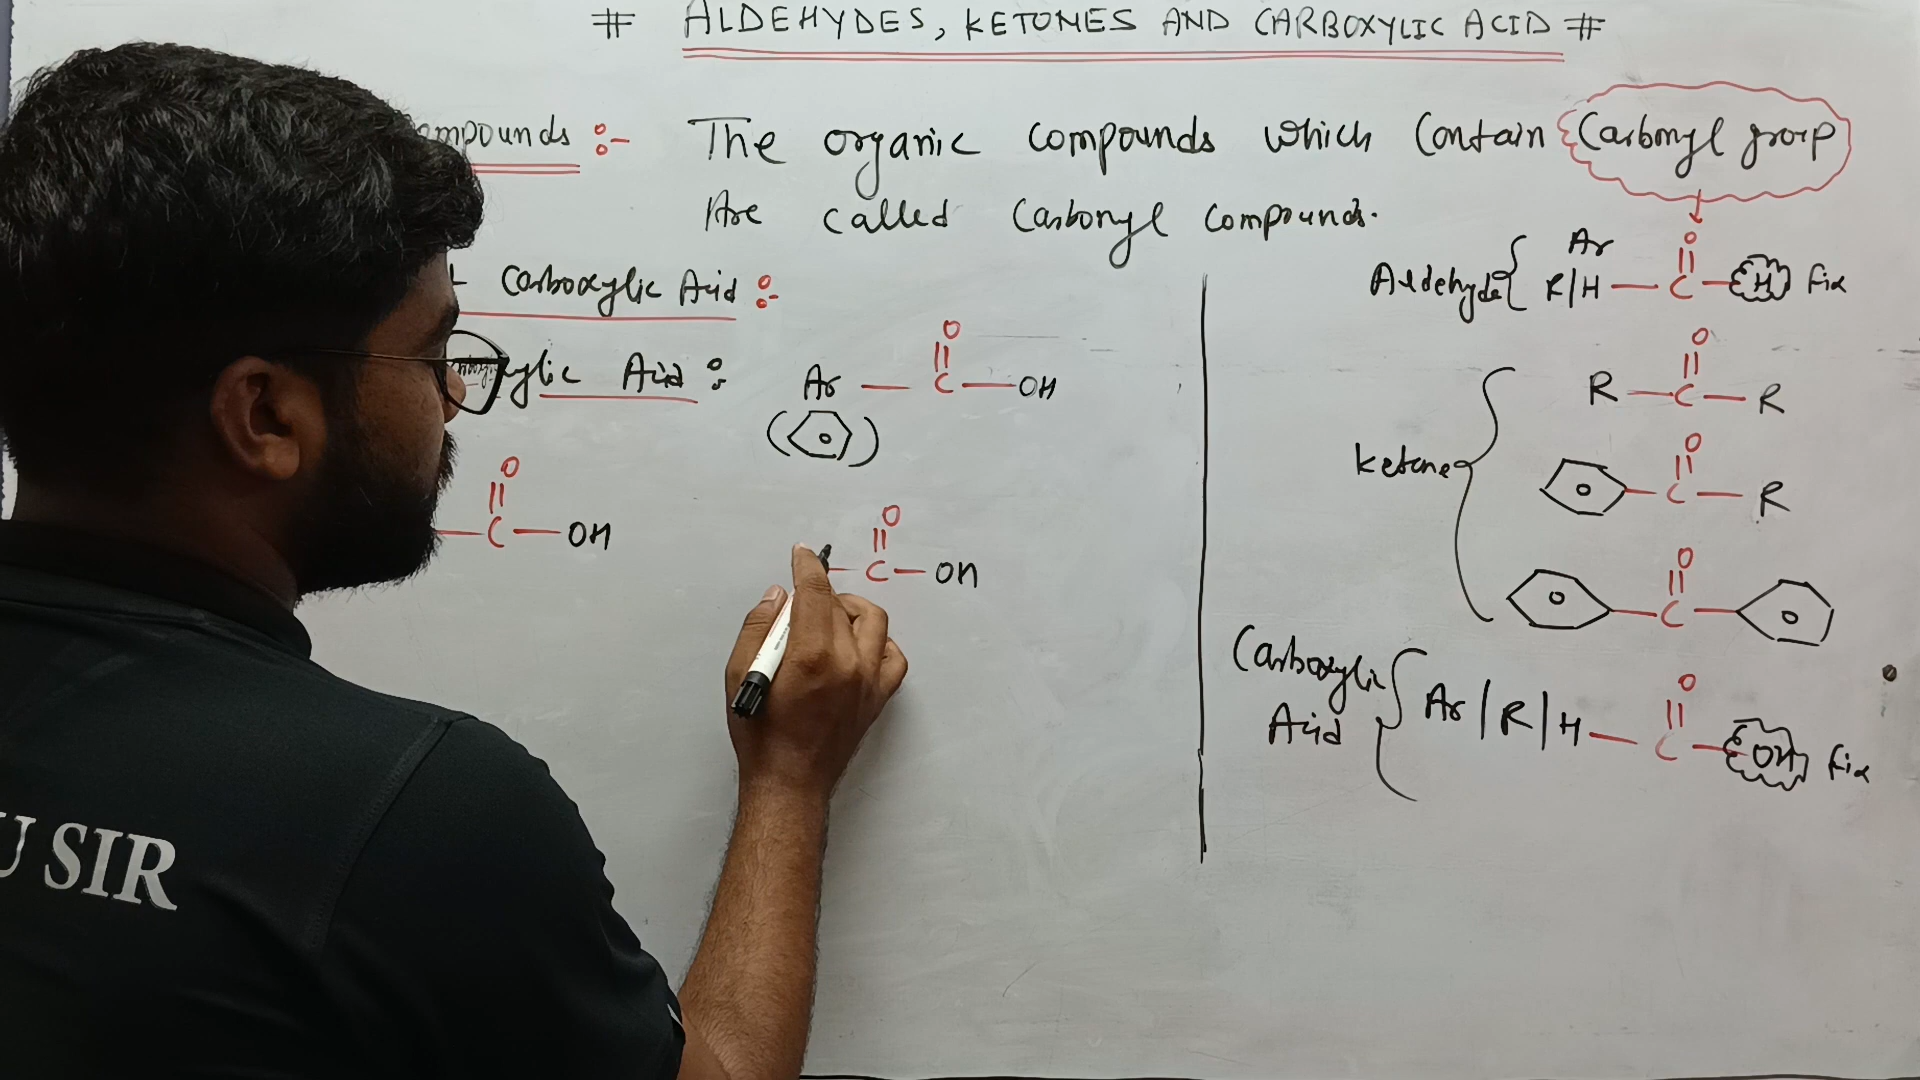 # ALDEHYDES, KETONES AND CARBOXYLIC ACID #
ompounds :- The organic compounds which contain Carbonyl group
Are called Carbonyl compounds.
Carboxylic Acid :-
ylic Acid :
Ar — C — OH
O
O
C — OH
O
C — OH
Aldehyde { Ar
R/H — C — H fix
O
Ketone { R — C — R
O
C — R
O
C
O
Carboxylic Acid { Ar / R / H — C — OH fix
O
U SIR